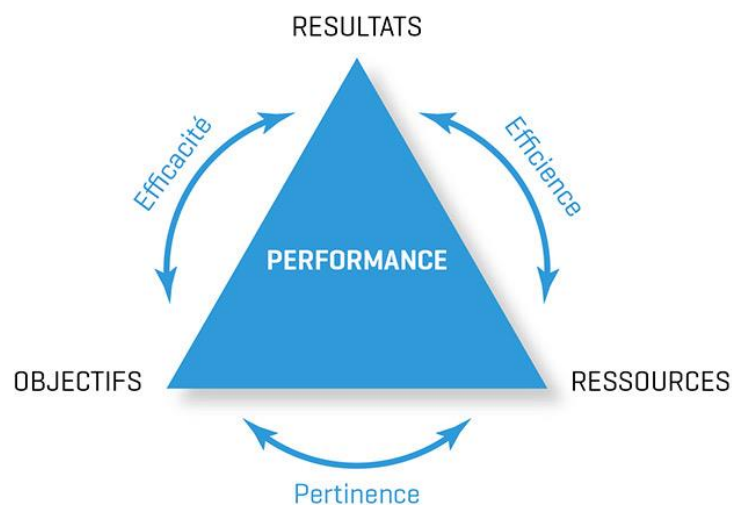 RESULTATS
Efficacité
Efficience
PERFORMANCE
OBJECTIFS
RESSOURCES
Pertinence